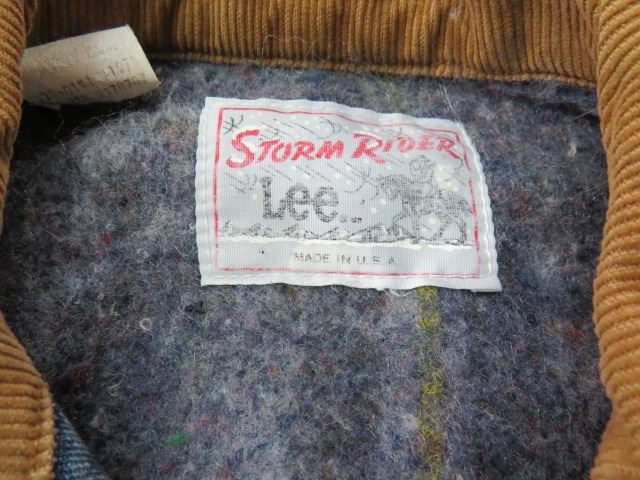 STORM RIDER
Lee
MADE IN U.S.A.